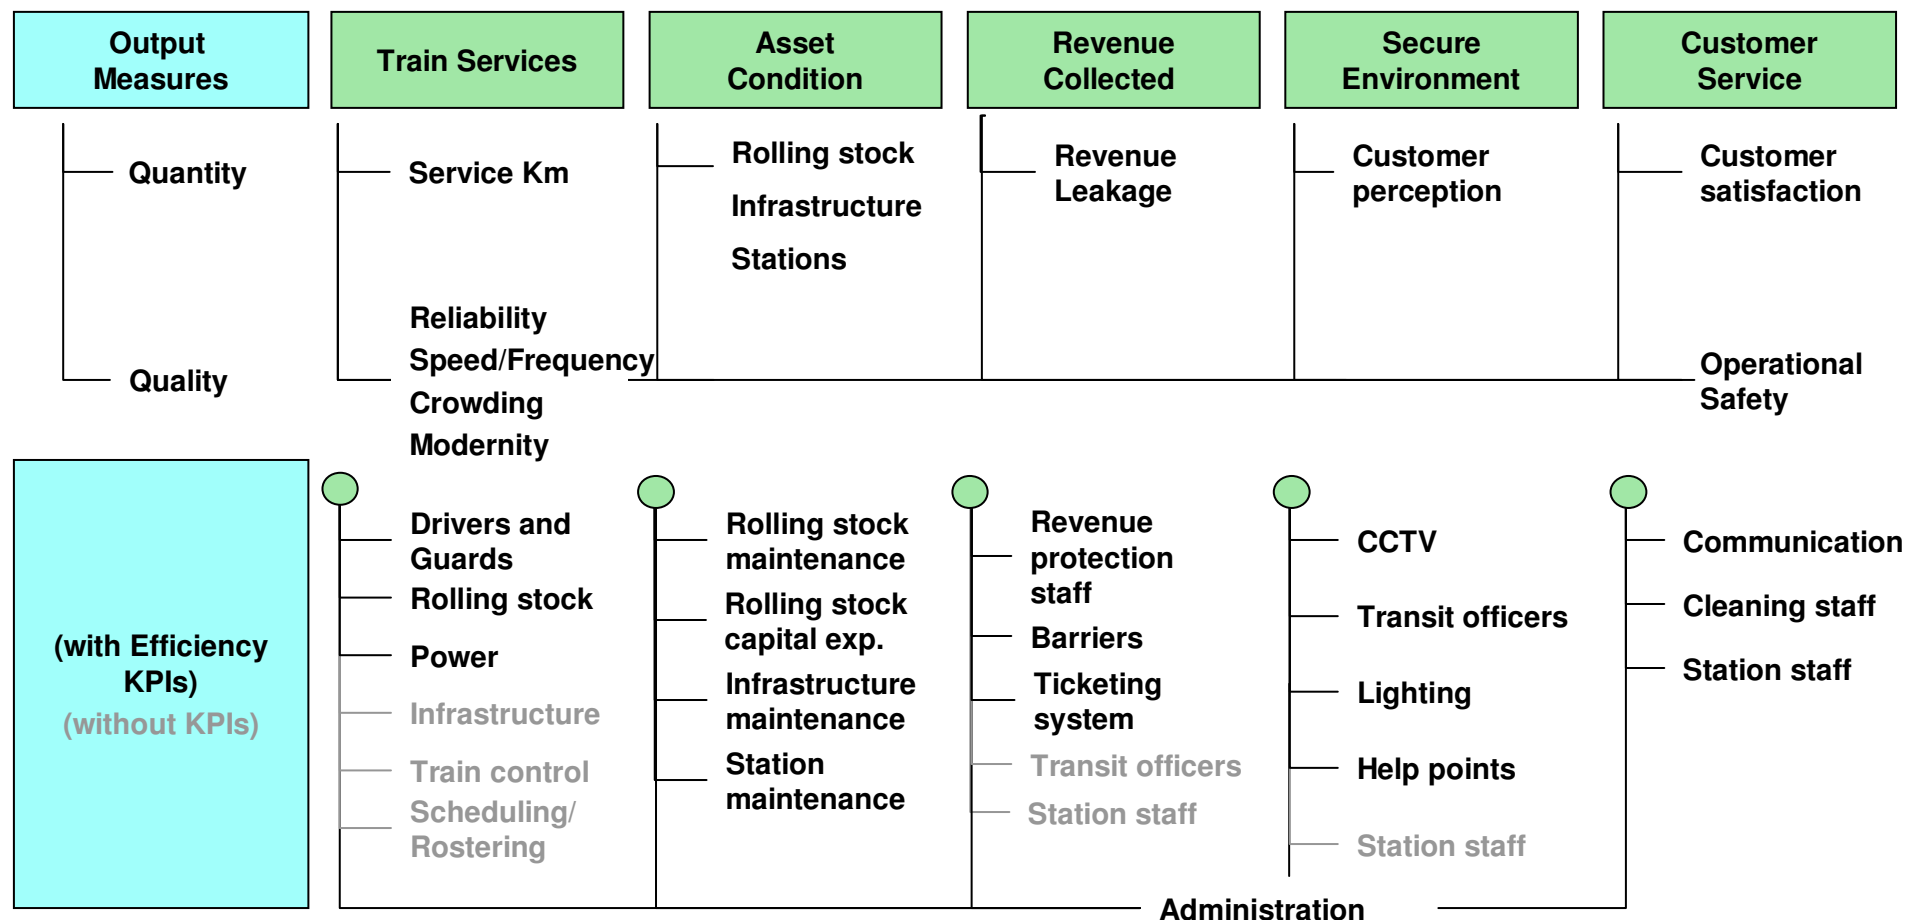 Output
Measures
Train Services
Asset
Condition
Revenue
Collected
Secure
Environment
Customer
Service
Quantity
Service Km
Rolling stock
Infrastructure
Stations
Revenue
Leakage
Customer
perception
Customer
satisfaction
Quality
Reliability
Speed/Frequency
Crowding
Modernity
Operational
Safety
(with Efficiency
KPIs)
(without KPIs)
Drivers and
Guards
Rolling stock
Power
Infrastructure
Train control
Scheduling/
Rostering
Rolling stock
maintenance
Rolling stock
capital exp.
Infrastructure
maintenance
Station
maintenance
Revenue
protection
staff
Barriers
Ticketing
system
Transit officers
Station staff
CCTV
Transit officers
Lighting
Help points
Station staff
Communication
Cleaning staff
Station staff
Administration